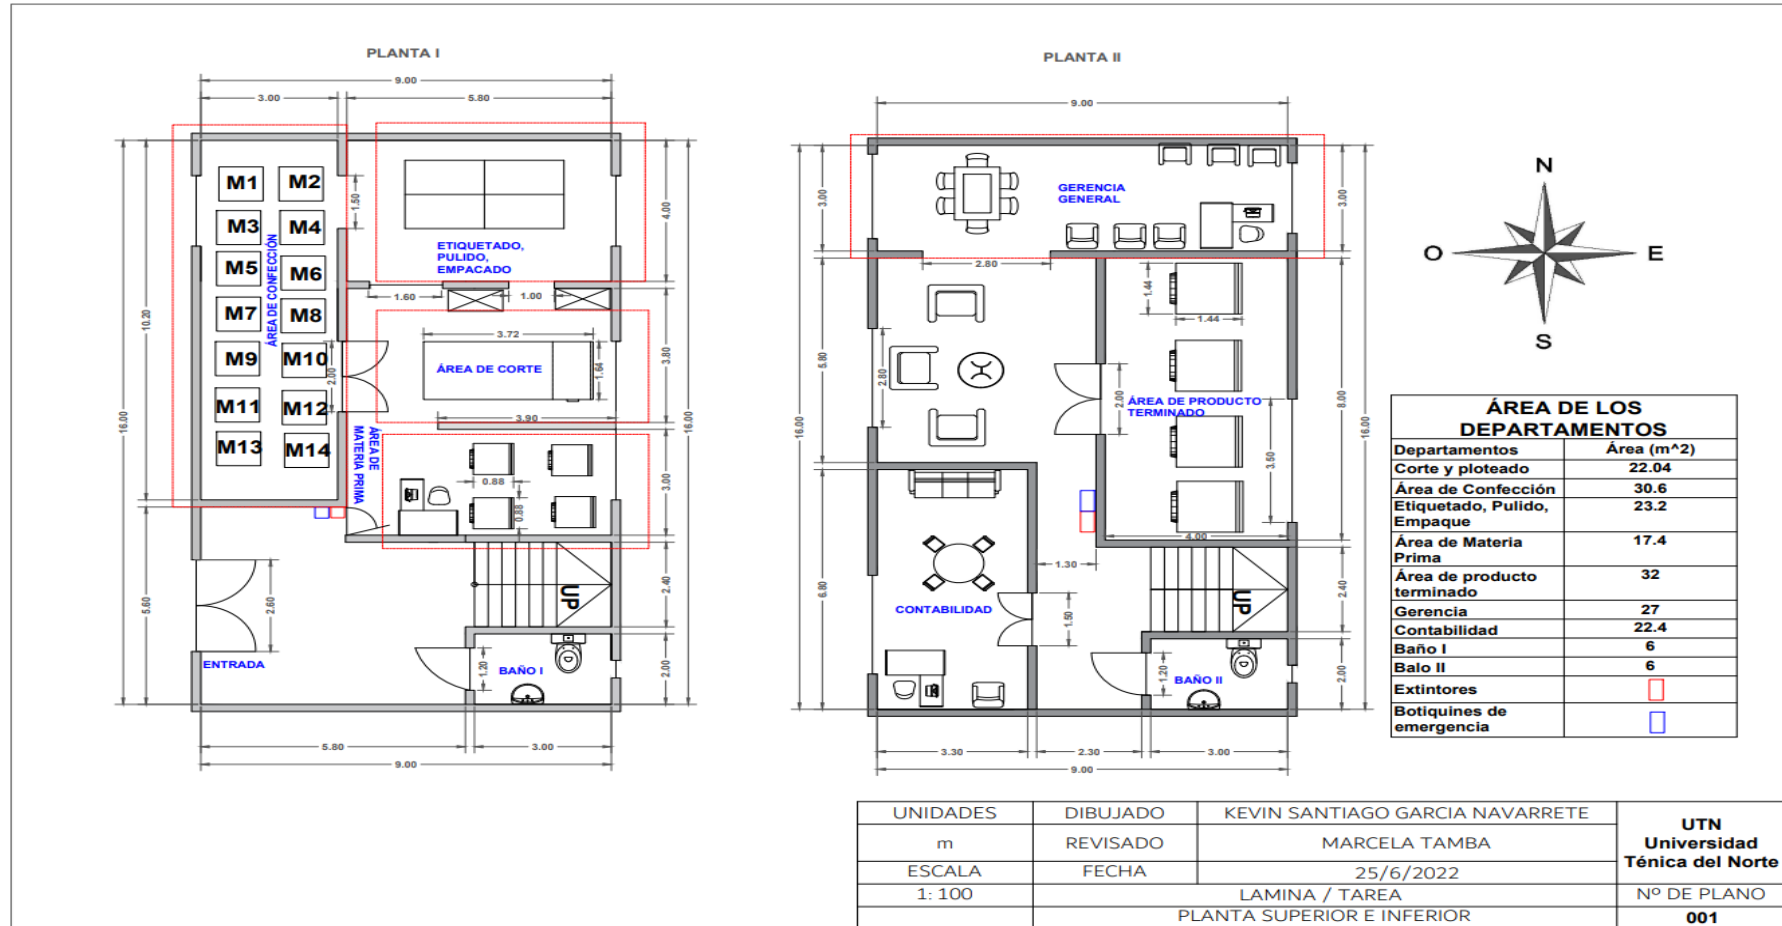 PLANTA I
9.00
3.00
5.80
16.00
10.20
5.60
M1
M2
M3
M4
M5
M6
M7
M8
M9
M10
M11
M12
M13
M14
ÁREA DE CONFECCIÓN
1.50
2.00
ETIQUETADO,
PULIDO,
EMPACADO
4.00
1.60
1.00
3.72
ÁREA DE CORTE
1.64
3.80
3.90
16.00
ÁREA DE
MATERIA PRIMA
0.88
0.88
3.00
UP
2.40
2.60
ENTRADA
1.20
BAÑO I
2.00
5.80
3.00
9.00
PLANTA II
9.00
3.00
GERENCIA
GENERAL
3.00
2.80
16.00
5.80
2.80
1.44
1.44
2.00
ÁREA DE PRODUCTO
TERMINADO
3.50
8.00
16.00
4.00
1.30
6.80
CONTABILIDAD
1.50
UP
2.40
1.20
BAÑO II
2.00
3.30
2.30
3.00
9.00
N
O
E
S
ÁREA DE LOS
DEPARTAMENTOS
Departamentos Área (m^2)
Corte y ploteado 22.04
Área de Confección 30.6
Etiquetado, Pulido, 23.2
Empaque
Área de Materia 17.4
Prima
Área de producto 32
terminado
Gerencia 27
Contabilidad 22.4
Baño I 6
Balo II 6
Extintores
Botiquines de
emergencia
UNIDADES DIBUJADO KEVIN SANTIAGO GARCIA NAVARRETE
m REVISADO MARCELA TAMBA
ESCALA FECHA 25/6/2022
1: 100 LAMINA / TAREA
PLANTA SUPERIOR E INFERIOR
UTN
Universidad
Ténica del Norte
Nº DE PLANO
001